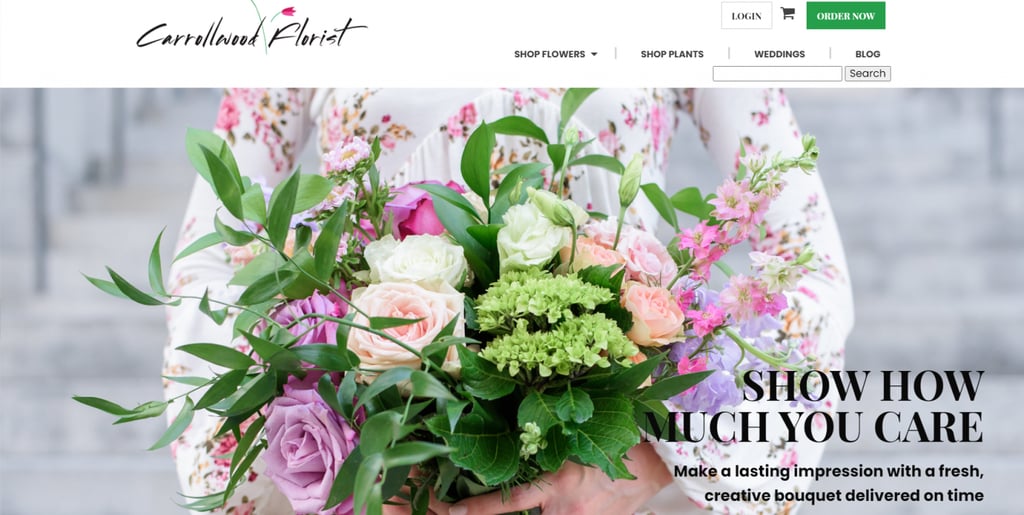 Carrollwood Florist
LOGIN
ORDER NOW
SHOP FLOWERS
SHOP PLANTS
WEDDINGS
BLOG
Search
SHOW HOW
MUCH YOU CARE
Make a lasting impression with a fresh,
creative bouquet delivered on time